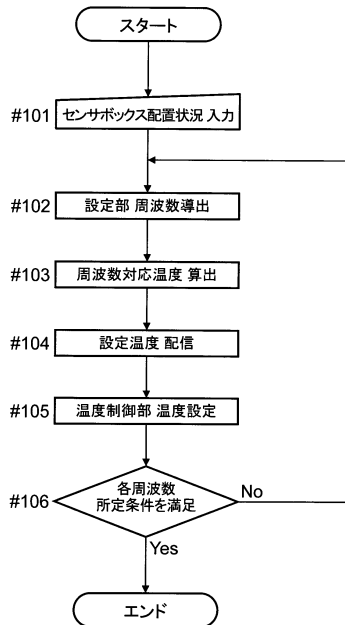 スタート
#101 センサボックス配置状況 入力
#102 設定部 周波数導出
#103 周波数対応温度 算出
#104 設定温度 配信
#105 温度制御部 温度設定
#106 各周波数
所定条件を満足
No
Yes
エンド